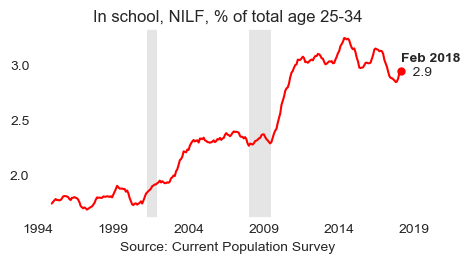 In school, NILF, % of total age 25-34
Feb 2018
2.9
3.0
2.5
2.0
1994 1999 2004 2009 2014 2019
Source: Current Population Survey